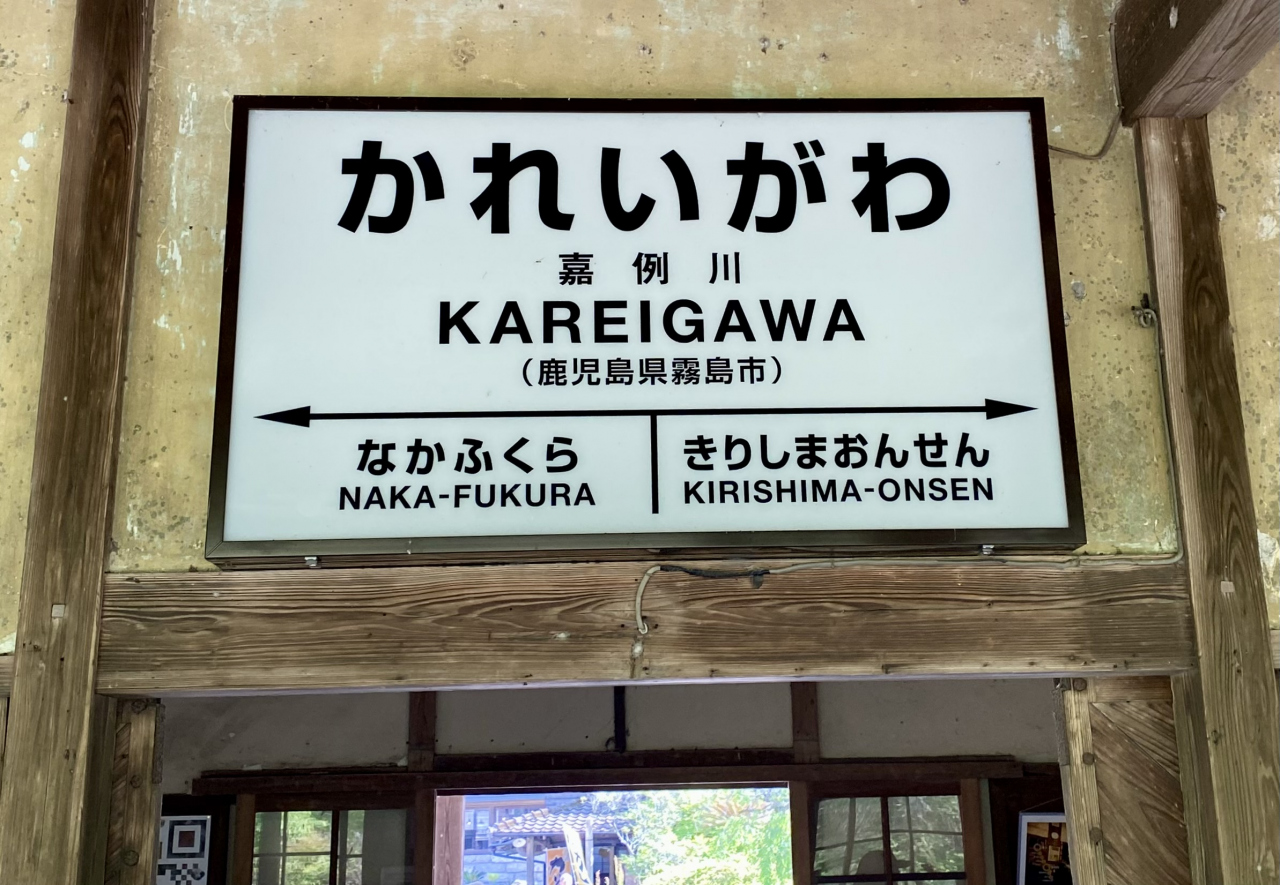 かれいがわ
嘉例川
KAREIGAWA
（鹿児島県霧島市）
なかふくら
NAKA-FUKURA
きりしまおんせん
KIRISHIMA-ONSEN